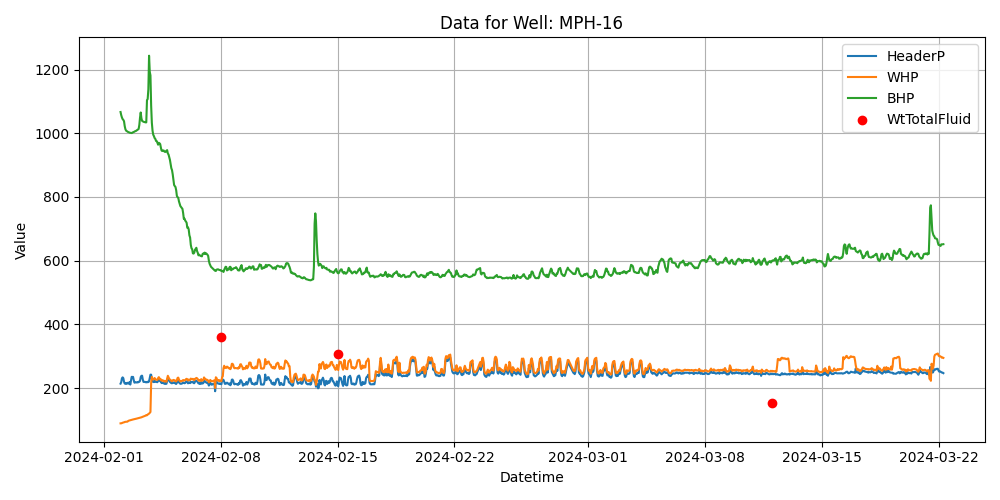 Data for Well: MPH-16
HeaderP
WHP
BHP
WtTotalFluid
Value
1200
1000
800
600
400
200
2024-02-01
2024-02-08
2024-02-15
2024-02-22
2024-03-01
2024-03-08
2024-03-15
2024-03-22
Datetime